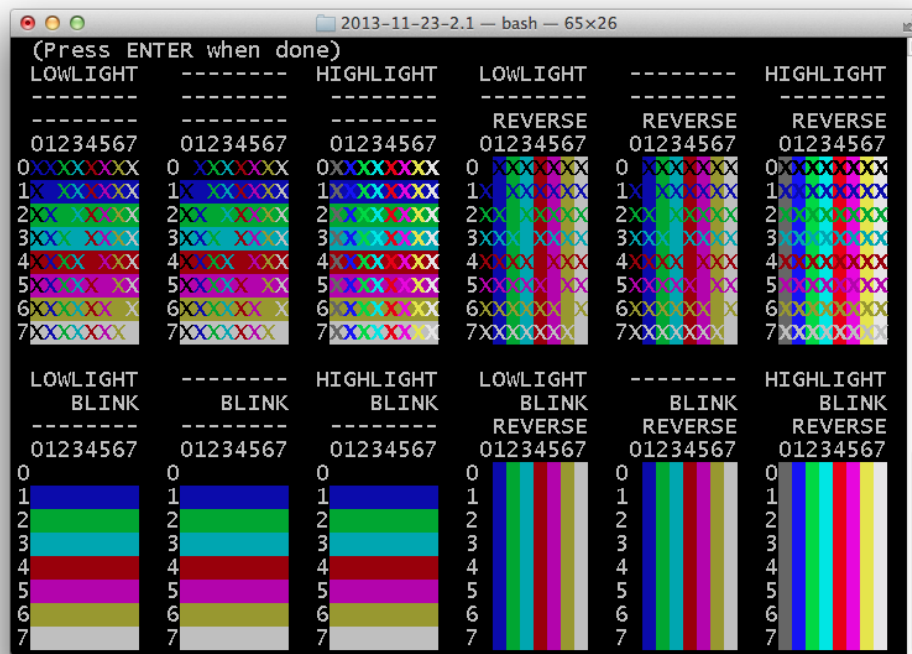 2013-11-23-2.1 — bash — 65×26
(Press ENTER when done)
LOWLIGHT -------- HIGHLIGHT LOWLIGHT -------- HIGHLIGHT
-------- -------- -------- -------- -------- --------
-------- -------- -------- REVERSE REVERSE REVERSE
01234567 01234567 01234567 01234567 01234567 01234567
0 XXXXXXX 0 XXXXXXX 0XXXXXXXX 0 XXXXXXX 0 XXXXXXX 0XXXXXXXX
1X XXXXXX 1X XXXXXX 1XXXXXXXX 1X XXXXXX 1X XXXXXX 1XXXXXXXX
2XX XXXXX 2XX XXXXX 2XXXXXXXX 2XX XXXXX 2XX XXXXX 2XXXXXXXX
3XXX XXXX 3XXX XXXX 3XXXXXXXX 3XXX XXXX 3XXX XXXX 3XXXXXXXX
4XXXX XXX 4XXXX XXX 4XXXXXXXX 4XXXX XXX 4XXXX XXX 4XXXXXXXX
5XXXXX XX 5XXXXX XX 5XXXXXXXX 5XXXXX XX 5XXXXX XX 5XXXXXXXX
6XXXXXX X 6XXXXXX X 6XXXXXXXX 6XXXXXX X 6XXXXXX X 6XXXXXXXX
7XXXXXXX 7XXXXXXX 7XXXXXXXX 7XXXXXXX 7XXXXXXX 7XXXXXXXX
LOWLIGHT -------- HIGHLIGHT LOWLIGHT -------- HIGHLIGHT
BLINK BLINK BLINK BLINK BLINK BLINK
-------- -------- -------- REVERSE REVERSE REVERSE
01234567 01234567 01234567 01234567 01234567 01234567
0 0 0 0 0 0
1 1 1 1 1 1
2 2 2 2 2 2
3 3 3 3 3 3
4 4 4 4 4 4
5 5 5 5 5 5
6 6 6 6 6 6
7 7 7 7 7 7